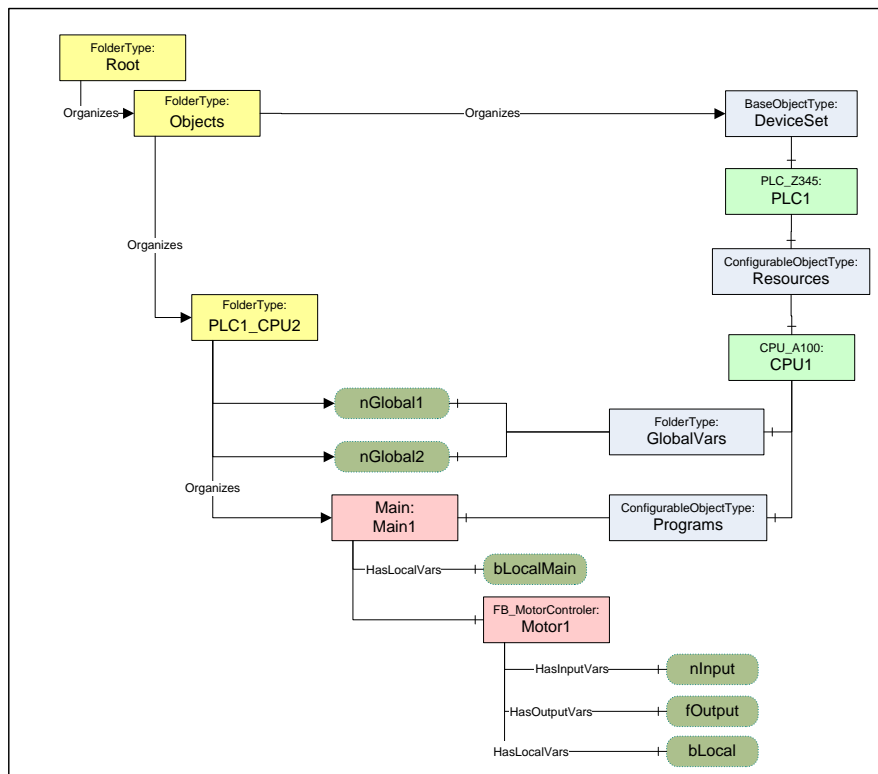 FolderType:
Root
Organizes
FolderType:
Objects
Organizes
BaseObjectType:
DeviceSet
PLC_Z345:
PLC1
Organizes
ConfigurableObjectType:
Resources
FolderType:
PLC1_CPU2
CPU_A100:
CPU1
nGlobal1
FolderType:
GlobalVars
nGlobal2
Organizes
Main:
Main1
ConfigurableObjectType:
Programs
HasLocalVars
bLocalMain
FB_MotorControler:
Motor1
HasInputVars
nInput
HasOutputVars
fOutput
HasLocalVars
bLocal